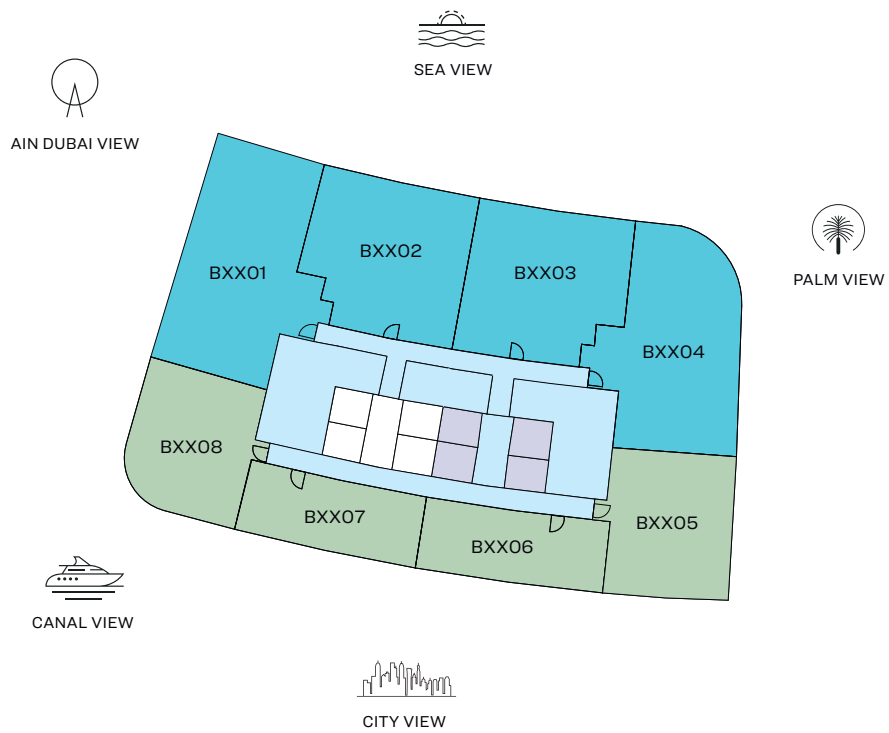 SEA VIEW
AIN DUBAI VIEW
PALM VIEW
BXX01
BXX02
BXX03
BXX04
BXX08
BXX07
BXX06
BXX05
CANAL VIEW
CITY VIEW